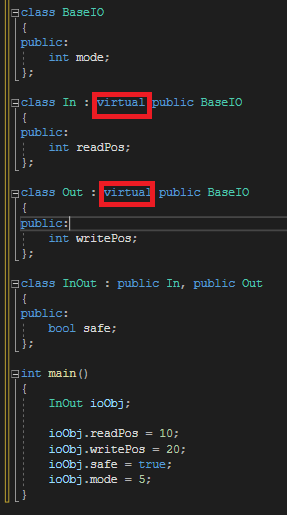 class BaseIO
{
public:
    int mode;
};
class In : virtual public BaseIO
{
public:
    int readPos;
};
class Out : virtual public BaseIO
{
public:
    int writePos;
};
class InOut : public In, public Out
{
public:
    bool safe;
};
int main()
{
    InOut ioObj;
    ioObj.readPos = 10;
    ioObj.writePos = 20;
    ioObj.safe = true;
    ioObj.mode = 5;
}